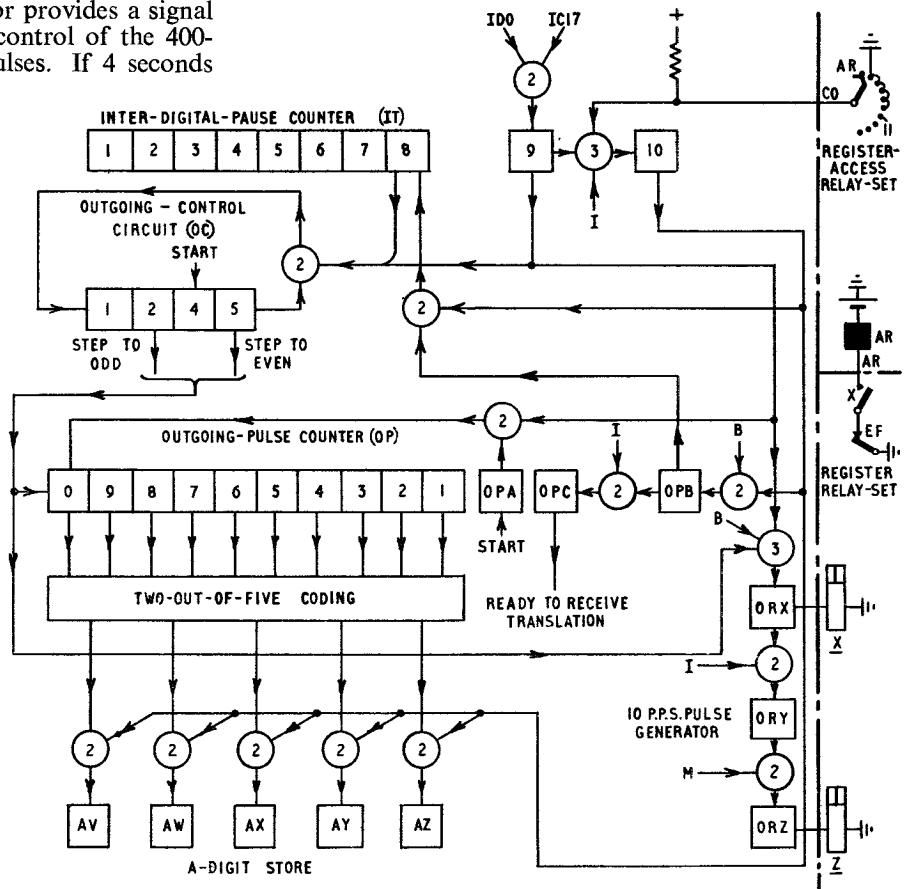 or provides a signal
control of the 400-
ulses. If 4 seconds
ID0 IC17
+
2
AR
CO
11
REGISTER-
ACCESS
RELAY-SET
INTER-DIGITAL-PAUSE COUNTER (IT)
1 2 3 4 5 6 7 8
9 3 10
I
OUTGOING-CONTROL
CIRCUIT (OC)
START
2
1 2 4 5
2
STEP TO
ODD
STEP TO
EVEN
AR
AR
X
EF
REGISTER
RELAY-SET
2
OUTGOING-PULSE COUNTER (OP)
I
B
0 9 8 7 6 5 4 3 2 1
OPA
OPC
2
OPB
2
START
B
3
TWO-OUT-OF-FIVE CODING
READY TO RECEIVE
TRANSLATION
ORX
X
I
2
10 P.P.S. PULSE
GENERATOR
ORY
2 2 2 2 2
M
2
AV AW AX AY AZ
ORZ
Z
A-DIGIT STORE